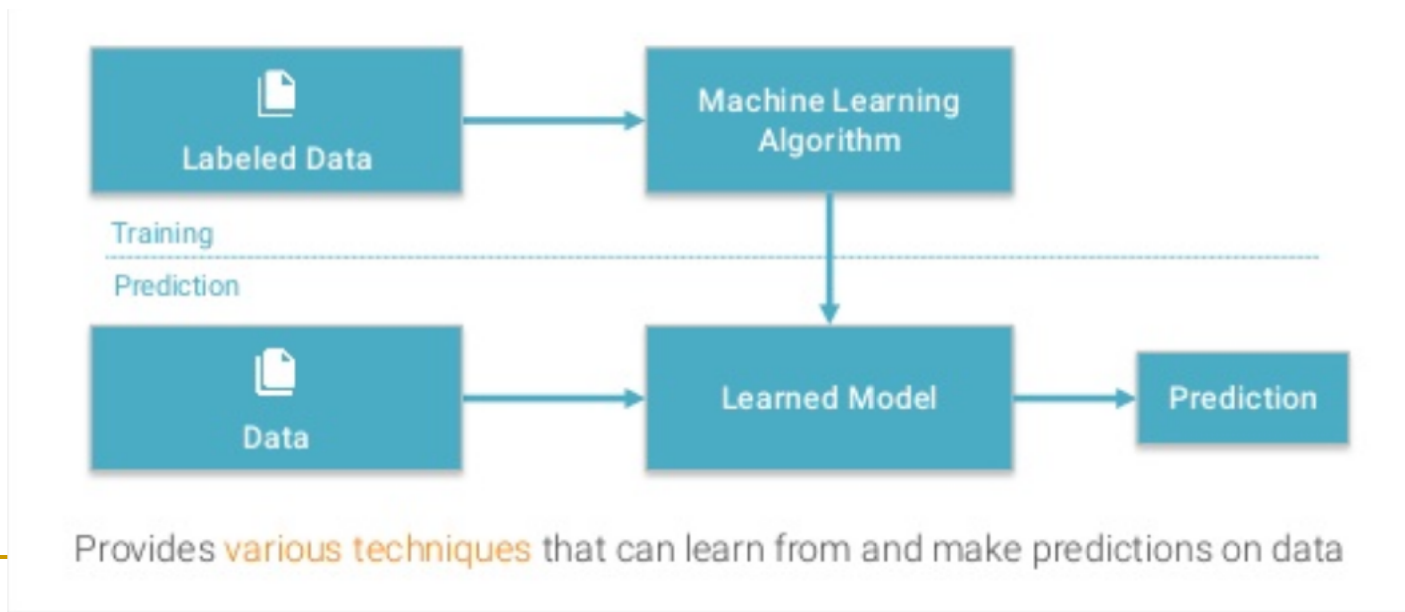 Labeled Data
Machine Learning
Algorithm
Training
Prediction
Data
Learned Model
Prediction
Provides various techniques that can learn from and make predictions on data